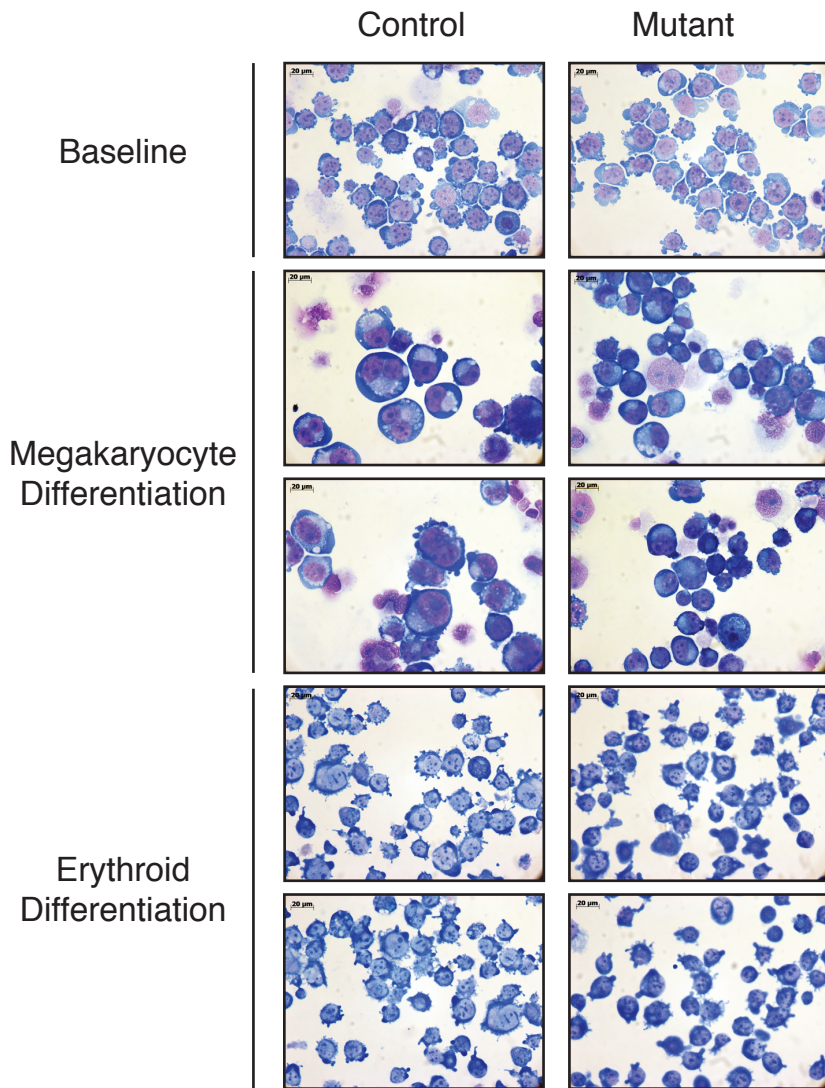 Control Mutant
Baseline
20 µm 20 µm
Megakaryocyte
Differentiation
20 µm 20 µm
20 µm 20 µm
Erythroid
Differentiation
20 µm 20 µm
20 µm 20 µm